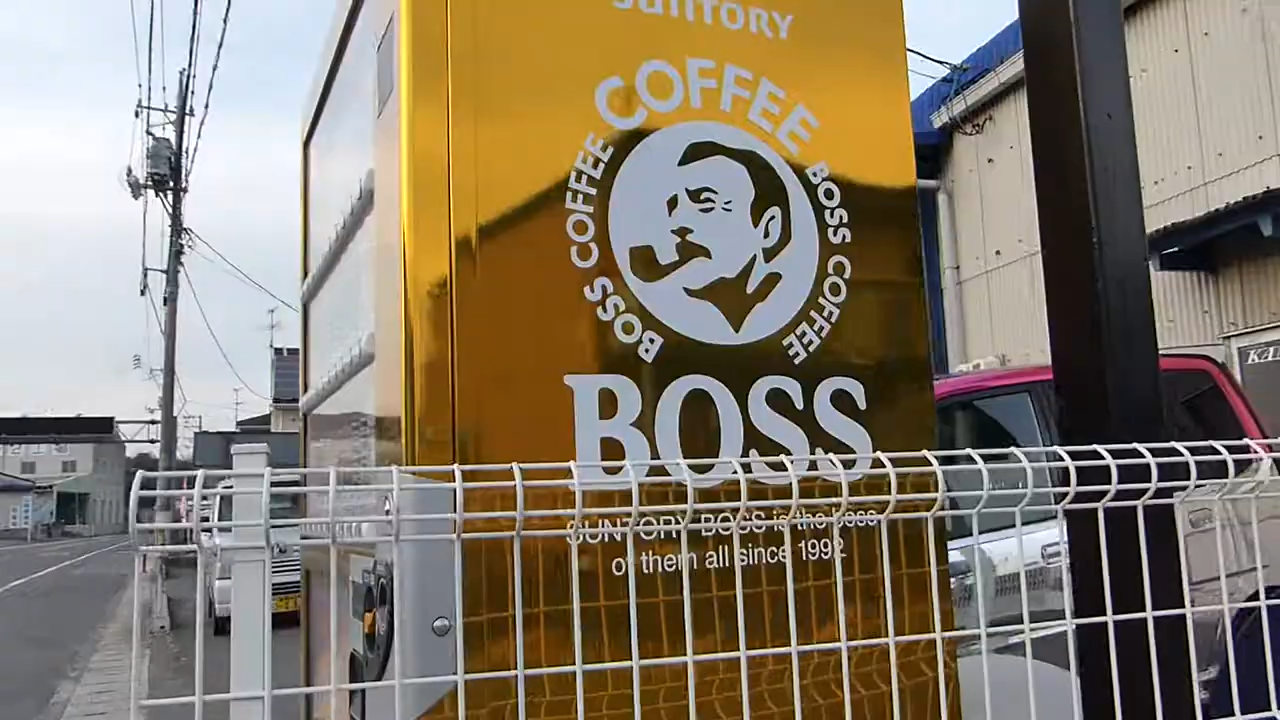 SUNTORY
COFFEE
BOSS COFFEE
BOSS COFFEE
BOSS
SUNTORY BOSS is the boss
of them all since 1992